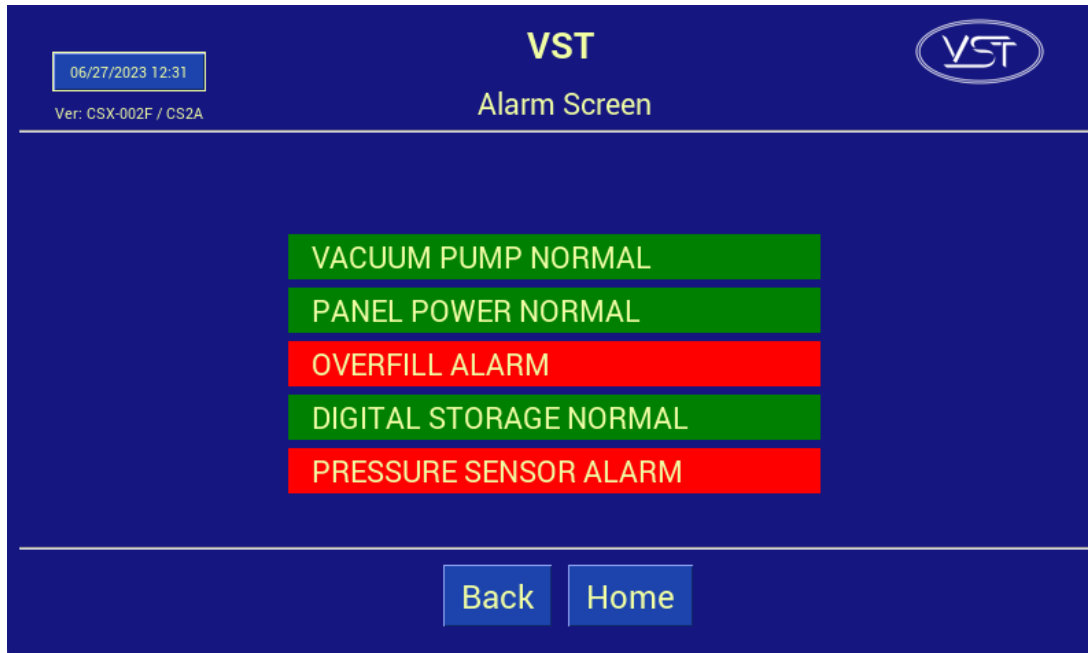 VST
VST
06/27/2023 12:31
Ver: CSX-002F / CS2A
Alarm Screen
VACUUM PUMP NORMAL
PANEL POWER NORMAL
OVERFILL ALARM
DIGITAL STORAGE NORMAL
PRESSURE SENSOR ALARM
Back
Home